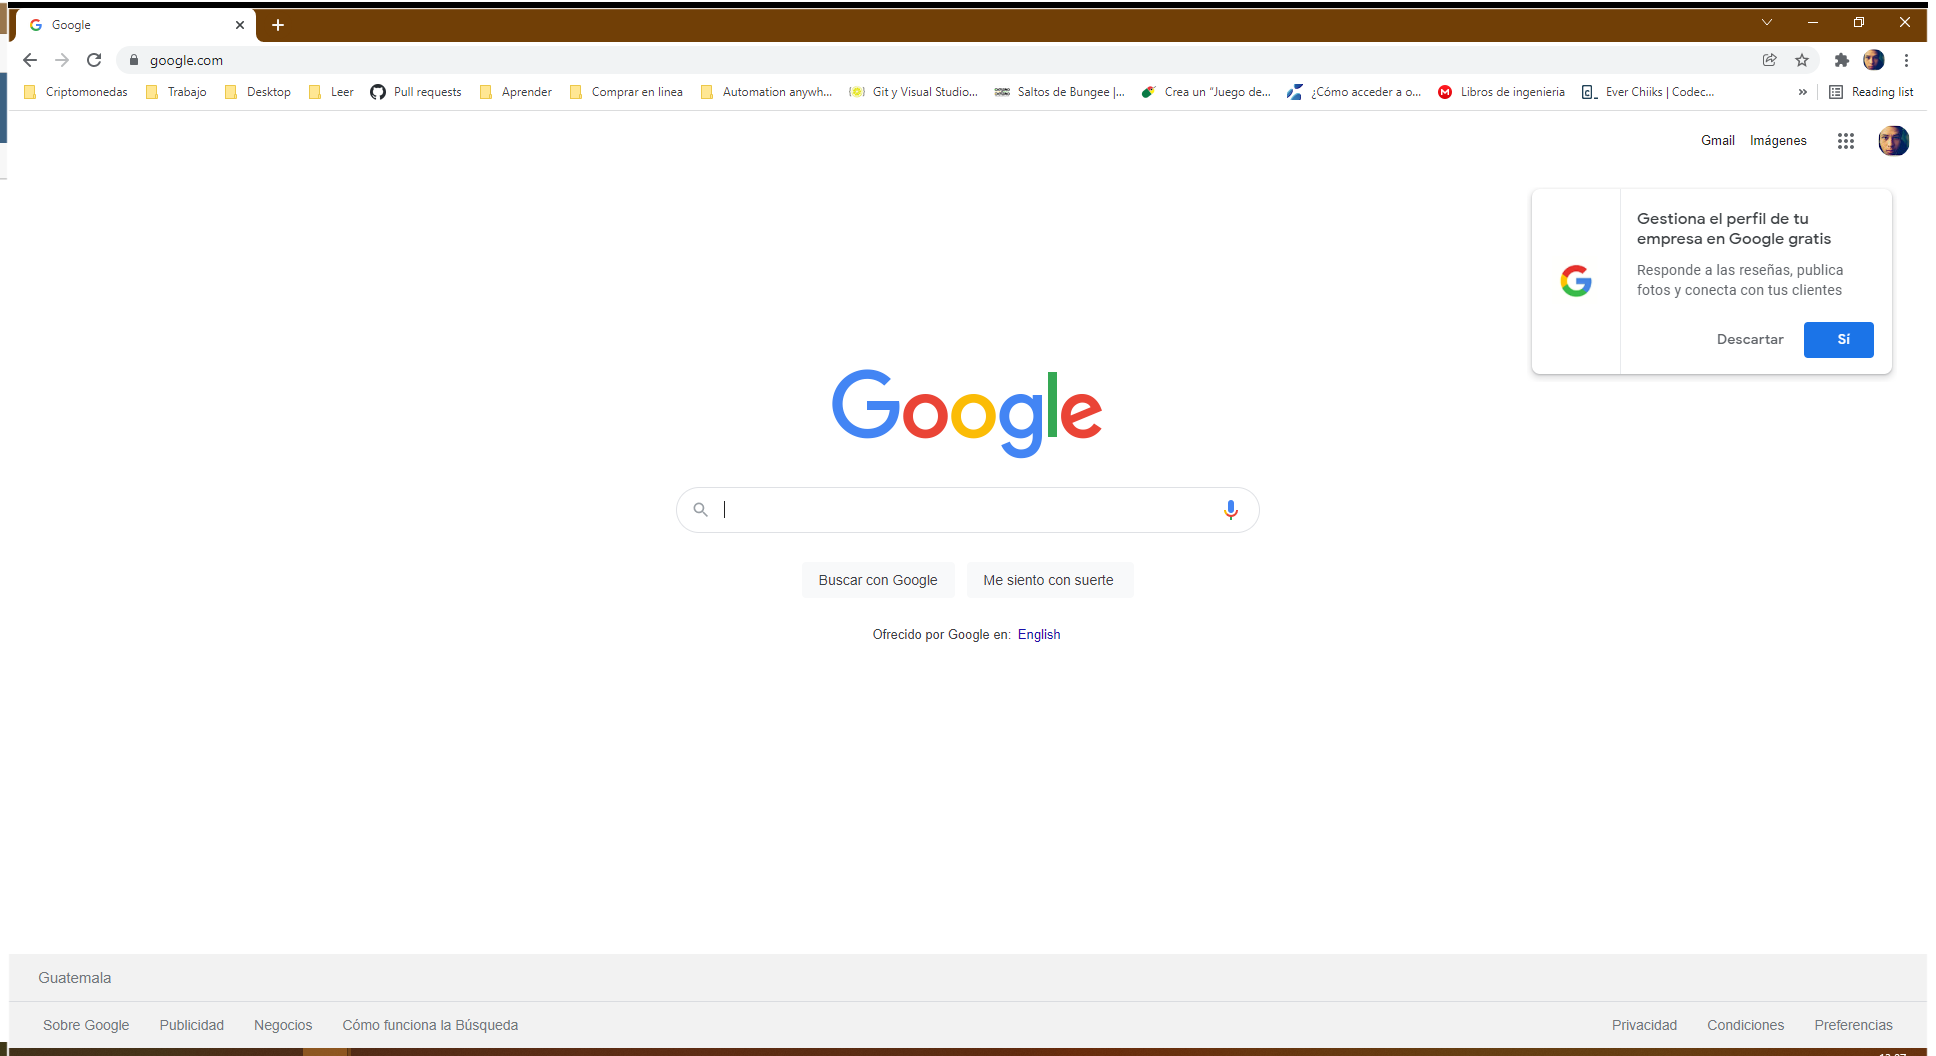 Google
google.com
Criptomonedas Trabajo Desktop Leer Pull requests Aprender Comprar en linea Automation anywh... Git y Visual Studio... Saltos de Bungee |... Crea un "Juego de... ¿Cómo acceder a o... Libros de ingenieria Ever Chiiks | Codec... » Reading list
Gmail Imágenes
Gestiona el perfil de tu
empresa en Google gratis
Responde a las reseñas, publica
fotos y conecta con tus clientes
Descartar Sí
Google
Buscar con Google Me siento con suerte
Ofrecido por Google en: English
Guatemala
Sobre Google Publicidad Negocios Cómo funciona la Búsqueda Privacidad Condiciones Preferencias